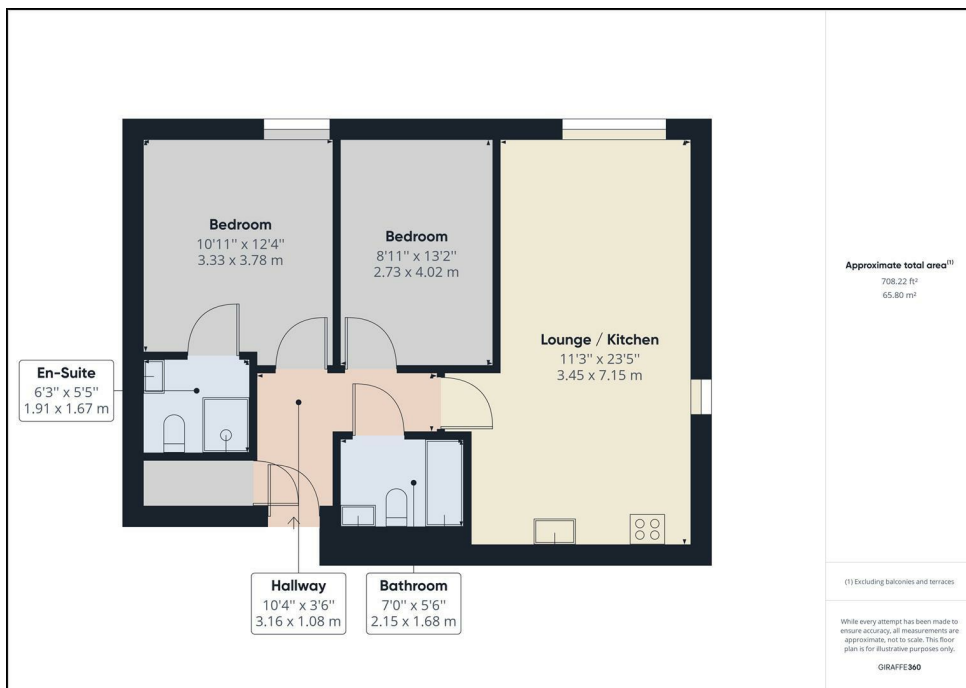 Bedroom
10'11'' x 12'4''
3.33 x 3.78 m
Bedroom
8'11'' x 13'2''
2.73 x 4.02 m
Lounge / Kitchen
11'3'' x 23'5''
3.45 x 7.15 m
En-Suite
6'3'' x 5'5''
1.91 x 1.67 m
Hallway
10'4'' x 3'6''
3.16 x 1.08 m
Bathroom
7'0'' x 5'6''
2.15 x 1.68 m
Approximate total area(1)
708.22 ft²
65.80 m²
(1) Excluding balconies and terraces
While every attempt has been made to
ensure accuracy, all measurements are
approximate, not to scale. This floor
plan is for illustrative purposes only.
GIRAFFE360